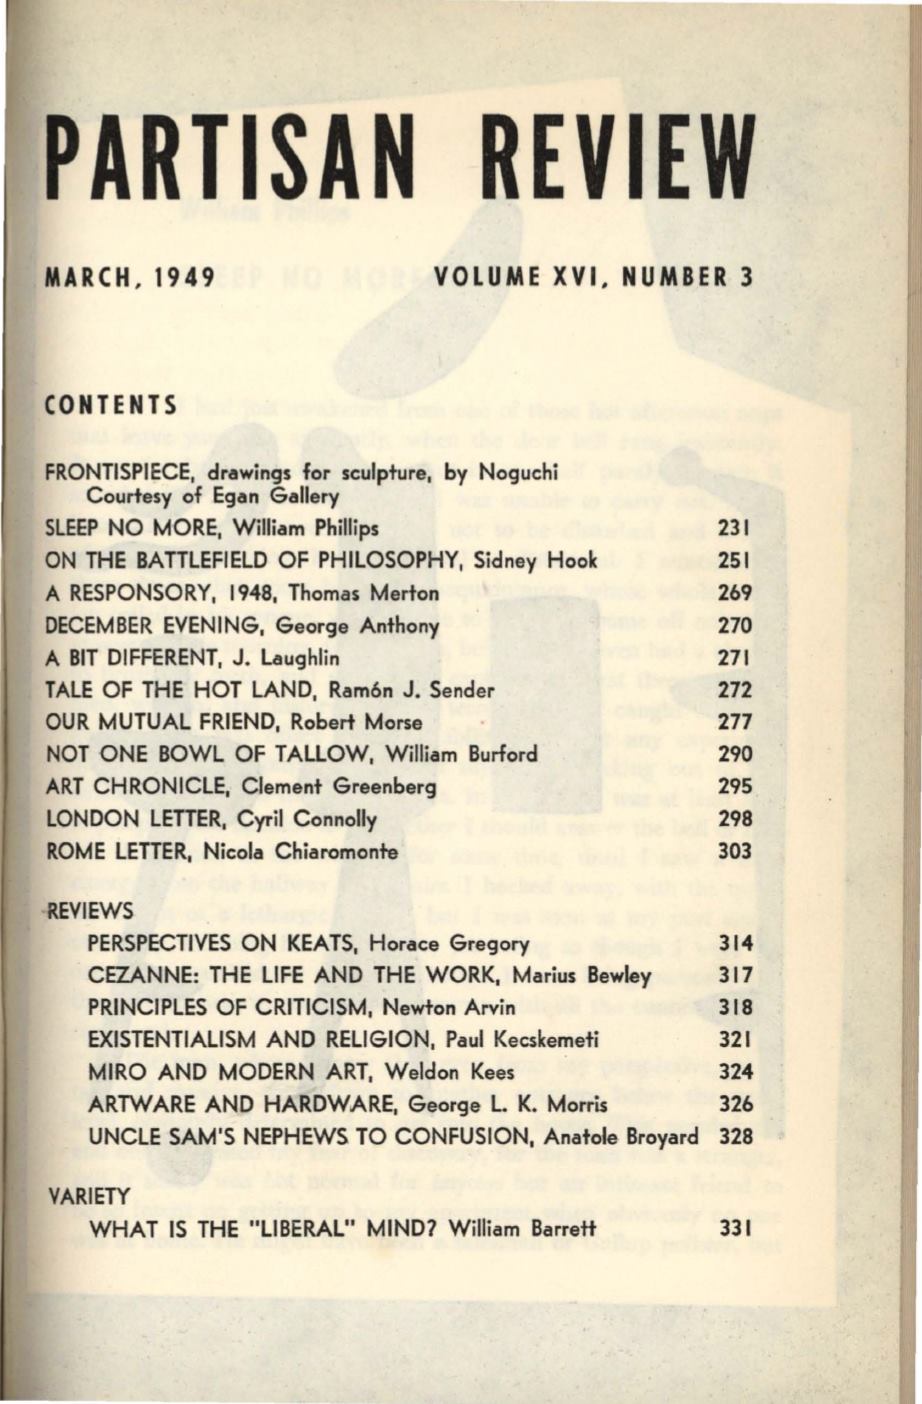 PARTISAN REVIEW
MARCH, 1949 VOLUME XVI, NUMBER 3
CONTENTS
FRONTISPIECE, drawings for sculpture, by Noguchi
Courtesy of Egan Gallery
SLEEP NO MORE, William Phillips 231
ON THE BATTLEFIELD OF PHILOSOPHY, Sidney Hook 251
A RESPONSORY, 1948, Thomas Merton 269
DECEMBER EVENING, George Anthony 270
A BIT DIFFERENT, J. Laughlin 271
TALE OF THE HOT LAND, Ramón J. Sender 272
OUR MUTUAL FRIEND, Robert Morse 277
NOT ONE BOWL OF TALLOW, William Burford 290
ART CHRONICLE, Clement Greenberg 295
LONDON LETTER, Cyril Connolly 298
ROME LETTER, Nicola Chiaromonte 303
REVIEWS
PERSPECTIVES ON KEATS, Horace Gregory 314
CEZANNE: THE LIFE AND THE WORK, Marius Bewley 317
PRINCIPLES OF CRITICISM, Newton Arvin 318
EXISTENTIALISM AND RELIGION, Paul Kecskemeti 321
MIRO AND MODERN ART, Weldon Kees 324
ARTWARE AND HARDWARE, George L. K. Morris 326
UNCLE SAM'S NEPHEWS TO CONFUSION, Anatole Broyard 328
VARIETY
WHAT IS THE "LIBERAL" MIND? William Barrett 331